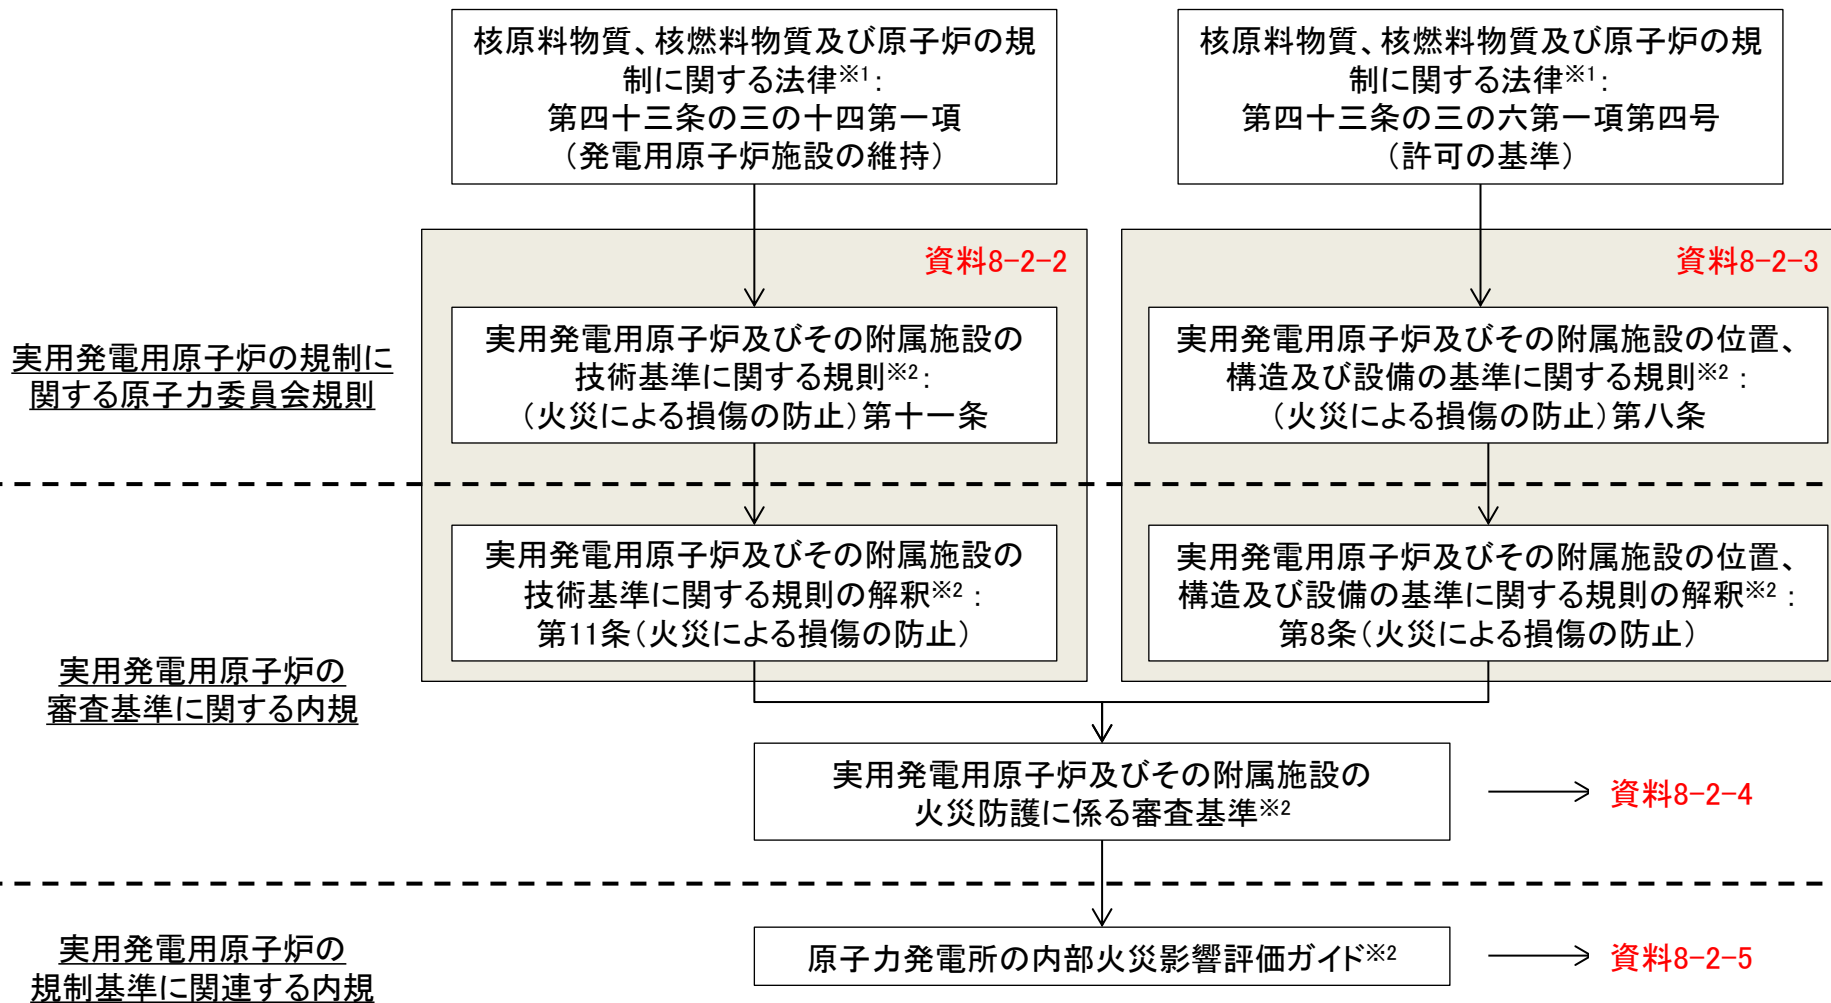 核原料物質、核燃料物質及び原子炉の規
制に関する法律※1：
第四十三条の三の十四第一項
（発電用原子炉施設の維持）
核原料物質、核燃料物質及び原子炉の規
制に関する法律※1：
第四十三条の三の六第一項第四号
（許可の基準）
資料8-2-2
資料8-2-3
実用発電用原子炉の規制に
関する原子力委員会規則
実用発電用原子炉及びその附属施設の
技術基準に関する規則※2：
（火災による損傷の防止）第十一条
実用発電用原子炉及びその附属施設の位置、
構造及び設備の基準に関する規則※2：
（火災による損傷の防止）第八条
実用発電用原子炉及びその附属施設の
技術基準に関する規則の解釈※2：
第11条（火災による損傷の防止）
実用発電用原子炉及びその附属施設の位置、
構造及び設備の基準に関する規則の解釈※2：
第8条（火災による損傷の防止）
実用発電用原子炉の
審査基準に関する内規
実用発電用原子炉及びその附属施設の
火災防護に係る審査基準※2
資料8-2-4
実用発電用原子炉の
規制基準に関連する内規
原子力発電所の内部火災影響評価ガイド※2
資料8-2-5